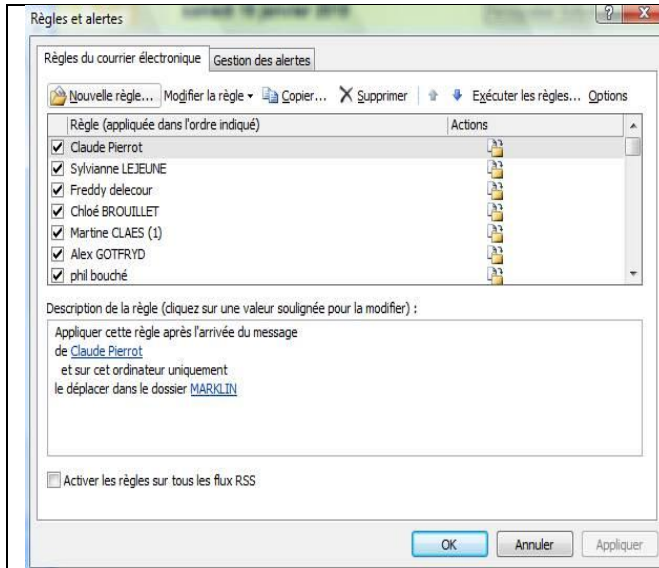 Règles et alertes
samedi 16 janvier 2010
Règles du courrier électronique Gestion des alertes
Nouvelle règle... Modifier la règle Copier... Supprimer Exécuter les règles... Options
Règle (appliquée dans l'ordre indiqué) Actions
Claude Pierrot
Sylvianne LEJEUNE
Freddy delecour
Chloé BROUILLET
Martine CLAES (1)
Alex GOTFRYD
phil bouché
Description de la règle (cliquez sur une valeur soulignée pour la modifier) :
Appliquer cette règle après l'arrivée du message
de Claude Pierrot
et sur cet ordinateur uniquement
le déplacer dans le dossier MARKLIN
Activer les règles sur tous les flux RSS
OK Annuler Appliquer